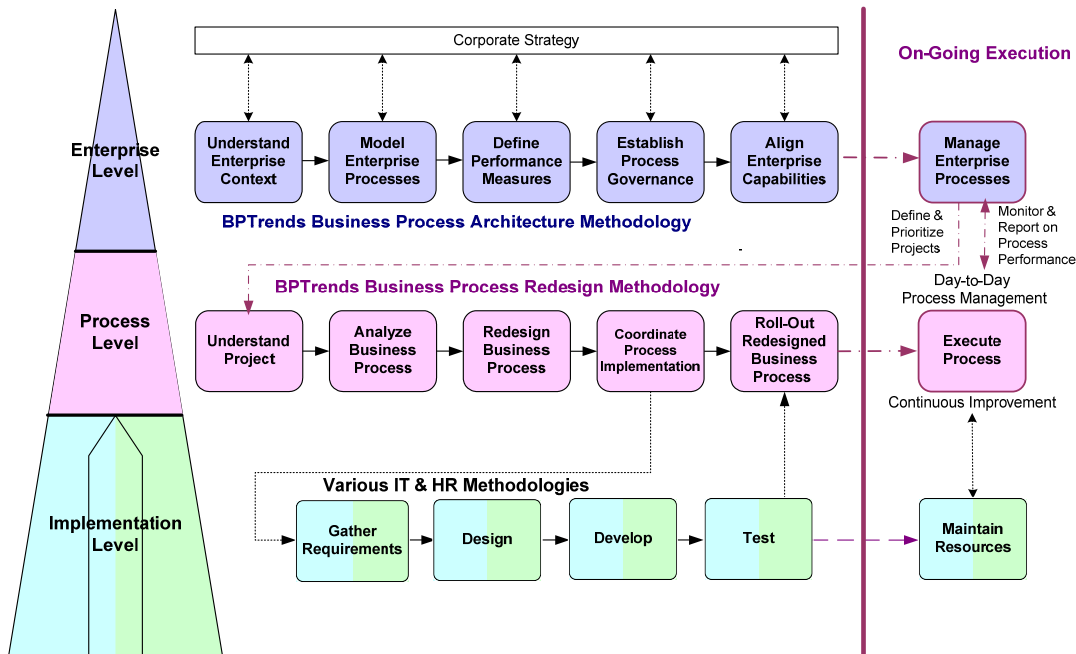 Corporate Strategy
On-Going Execution
Enterprise
Level
Understand
Enterprise
Context
Model
Enterprise
Processes
Define
Performance
Measures
Establish
Process
Governance
Align
Enterprise
Capabilities
Manage
Enterprise
Processes
BPTrends Business Process Architecture Methodology
Define &
Prioritize
Projects
Monitor &
Report on
Process
Performance
-
BPTrends Business Process Redesign Methodology
Day-to-Day
Process Management
Process
Level
Understand
Project
Analyze
Business
Process
Redesign
Business
Process
Coordinate
Process
Implementation
Roll-Out
Redesigned
Business
Process
Execute
Process
Continuous Improvement
Various IT & HR Methodologies
Implementation
Level
Gather
Requirements
Design
Develop
Test
Maintain
Resources